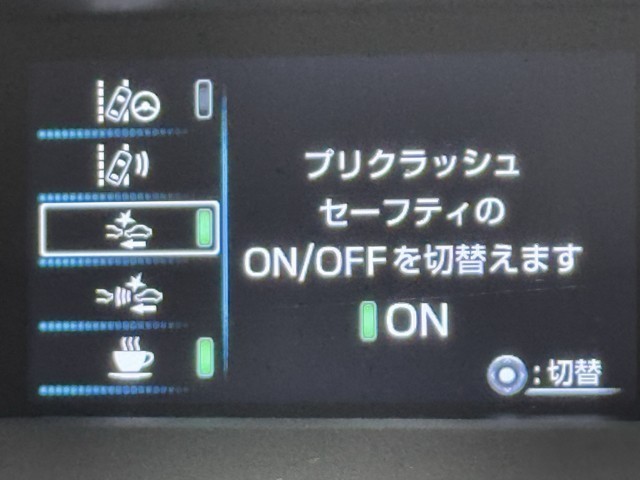 プリクラッシュ
セーフティの
ON/OFFを切替えます
ON
:切替